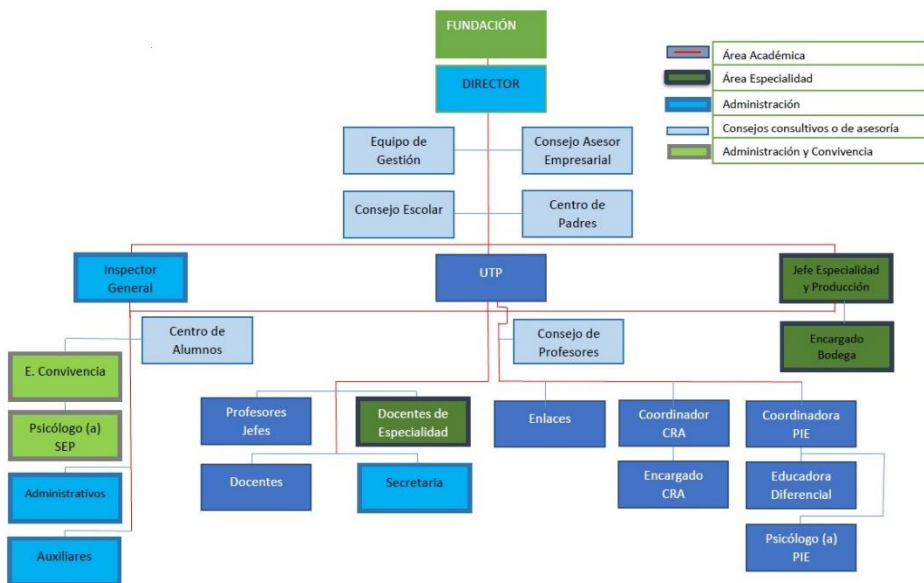 FUNDACIÓN
DIRECTOR
Área Académica
Área Especialidad
Administración
Consejos consultivos o de asesoría
Administración y Convivencia
Equipo de
Gestión
Consejo Asesor
Empresarial
Consejo Escolar
Centro de
Padres
Inspector
General
UTP
Jefe Especialidad
y Producción
Centro de
Alumnos
Consejo de
Profesores
Encargado
Bodega
E. Convivencia
Psicólogo (a)
SEP
Administrativos
Auxiliares
Profesores
Jefes
Docentes de
Especialidad
Docentes
Secretaria
Enlaces
Coordinador
CRA
Encargado
CRA
Coordinadora
PIE
Educadora
Diferencial
Psicólogo (a)
PIE